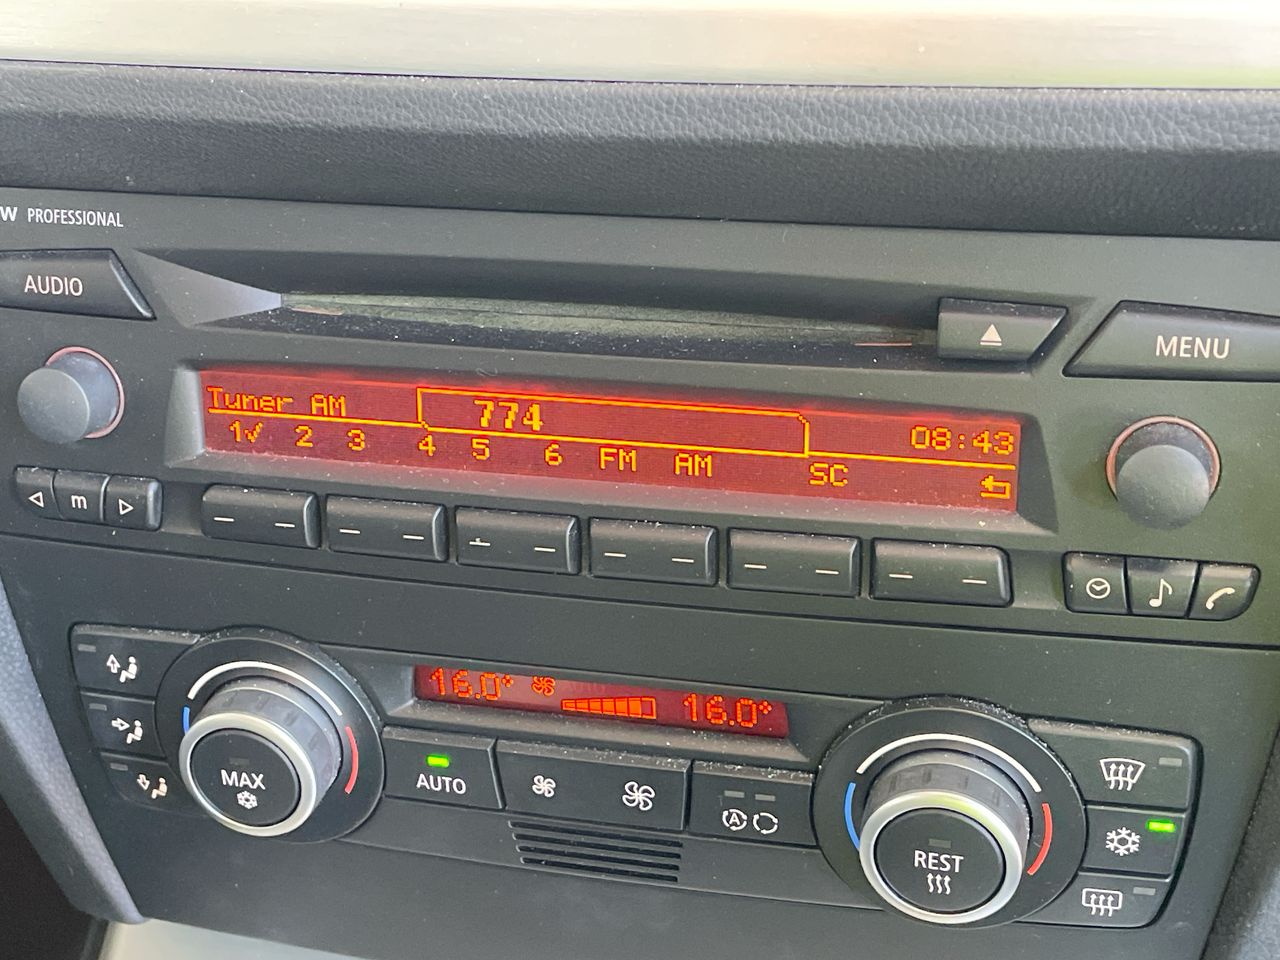 W PROFESSIONAL
AUDIO
MENU
Tuner AM 774 08:43
1✓ 2 3 4 5 6 FM AM SC
m
16.0° 16.0°
MAX
AUTO
A
REST